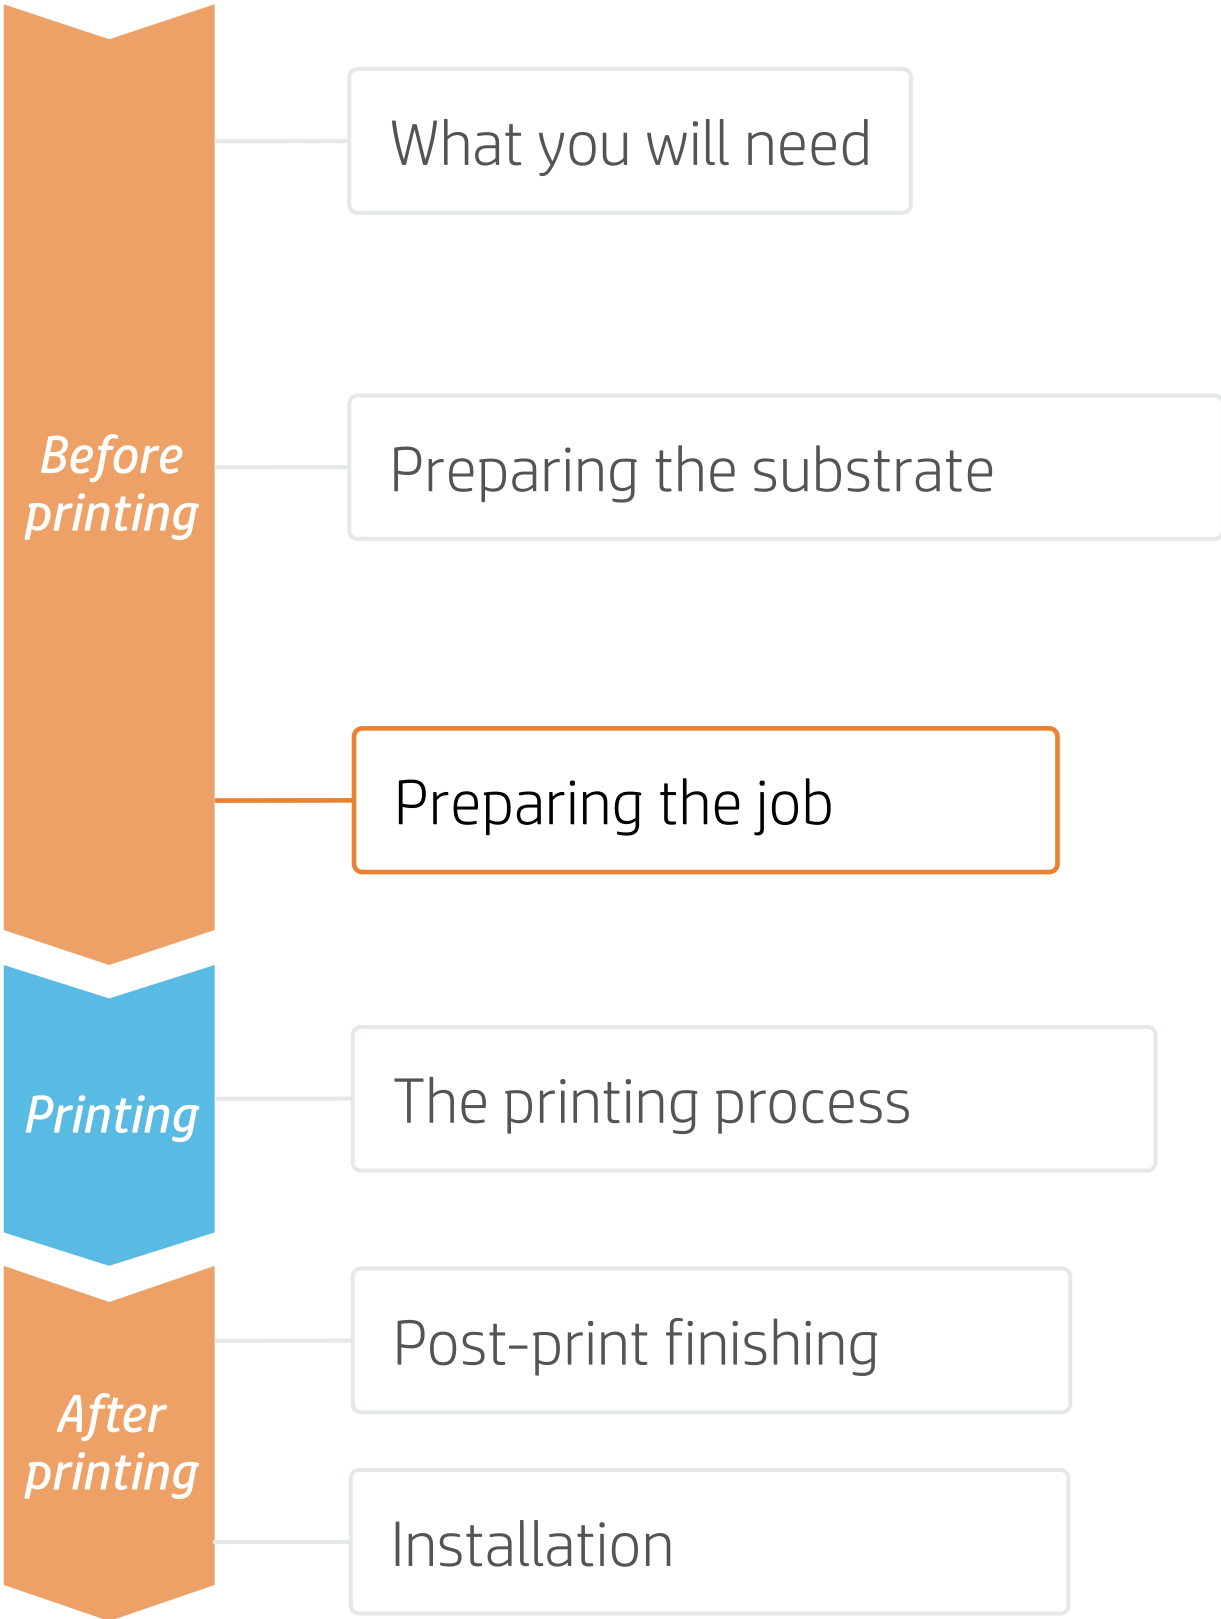 What you will need
Before
printing
Preparing the substrate
Preparing the job
Printing
The printing process
After
printing
Post-print finishing
Installation